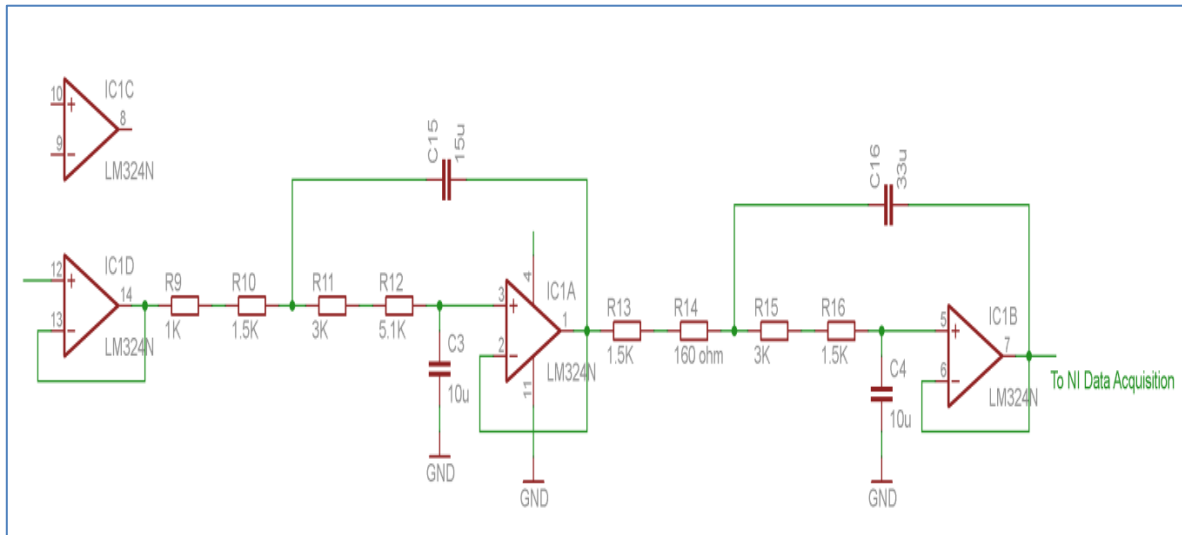 IC1C
10
8
9
LM324N
C15
15u
C16
33u
IC1D
12
14
13
LM324N
R9
1K
R10
1.5K
R11
3K
R12
5.1K
C3
10u
GND
4
3
IC1A
1
2
LM324N
11
GND
R13
1.5K
R14
160 ohm
R15
3K
R16
1.5K
C4
10u
GND
5
IC1B
7
6
LM324N
To NI Data Acquisition